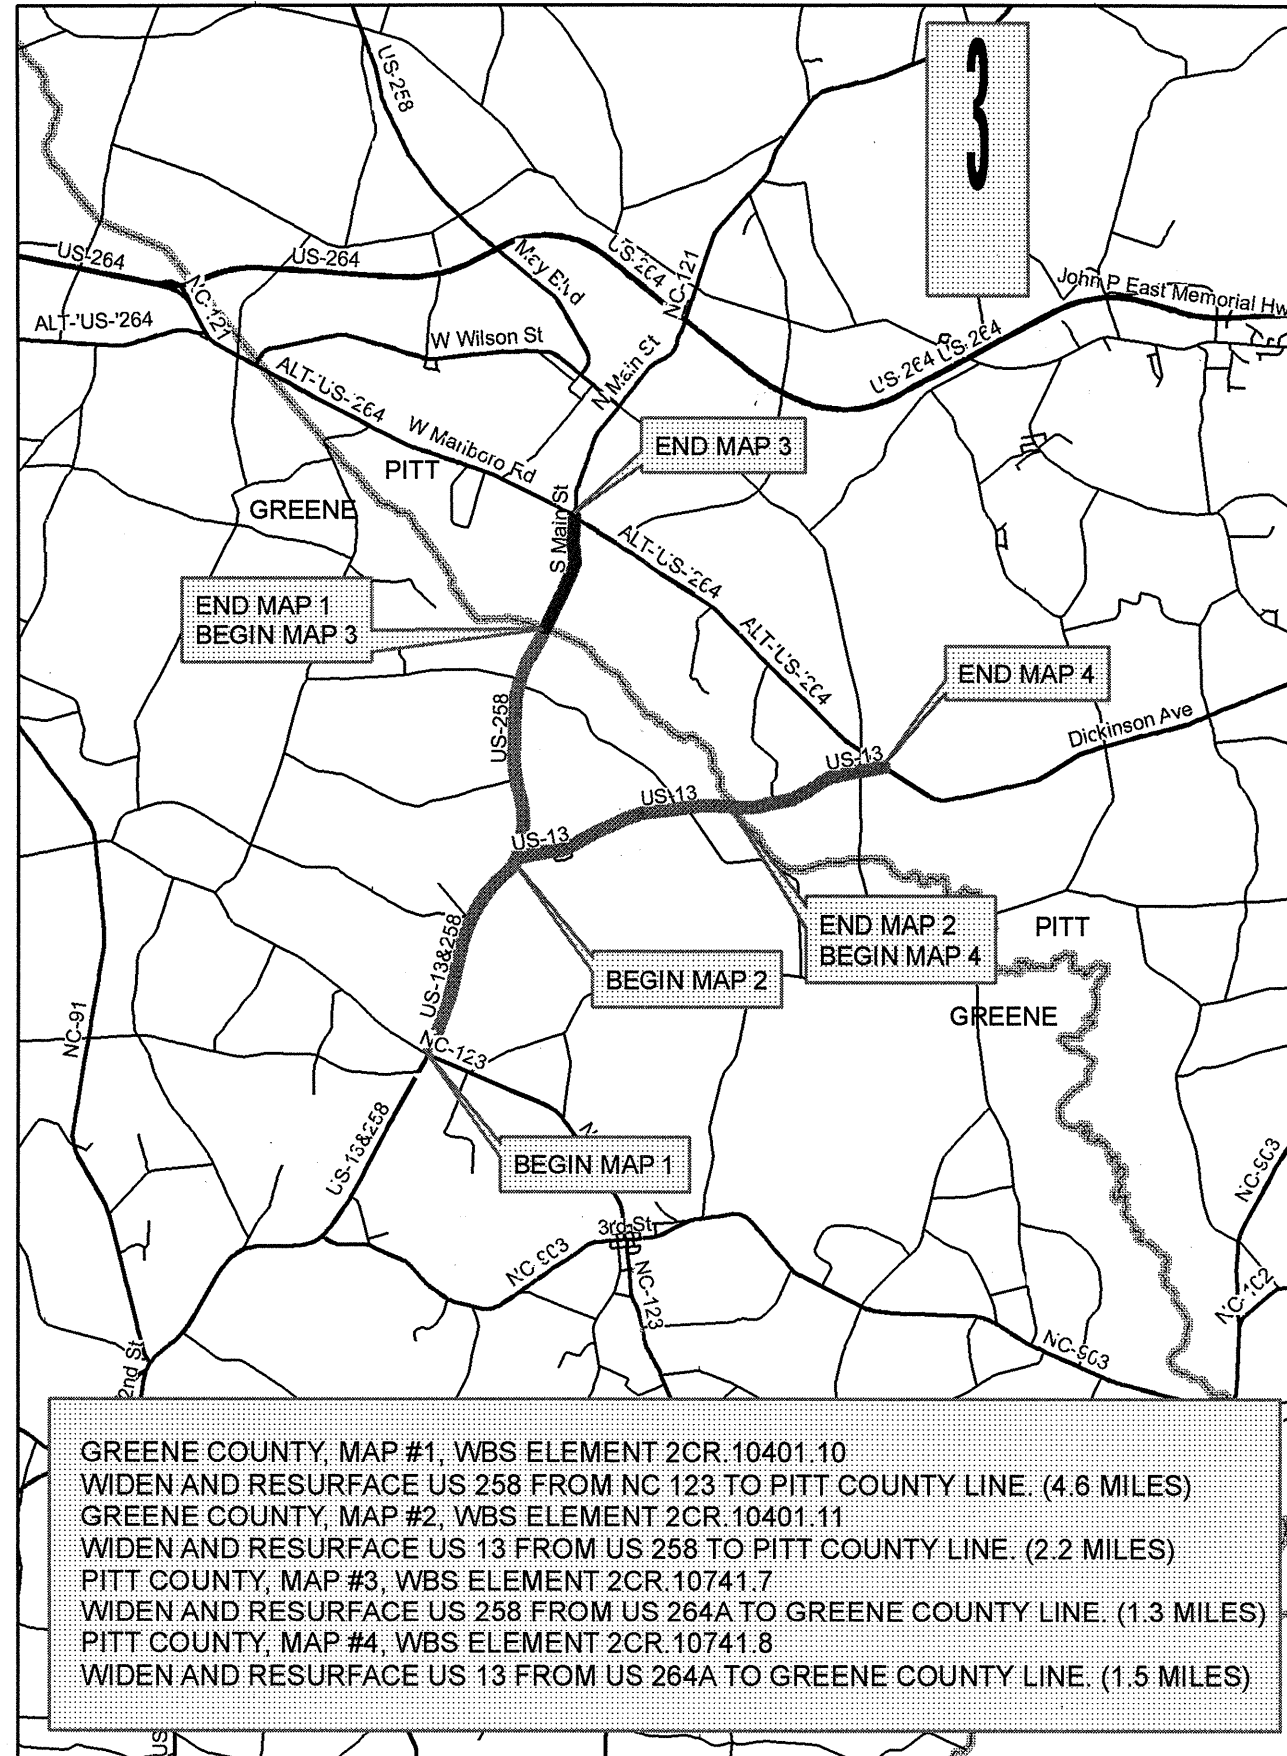 3
US-258
US-264
US-264
May Blvd
US-264
NC-121
NC-121
John P East Memorial Hw
ALT-'US-'264
W Wilson St
N Main St
US-264 US-264
ALT-'US-'264
W Marlboro Rd
END MAP 3
PITT
GREENE
S Main St
ALT-'US-'264
END MAP 1
BEGIN MAP 3
ALT-'US-'264
END MAP 4
US-258
Dickinson Ave
US-13
US-13
US-13
US-13&258
END MAP 2
BEGIN MAP 4
PITT
BEGIN MAP 2
GREENE
NC-91
NC-123
US-13&258
BEGIN MAP 1
NC-903
3rd St
NC-903
NC-123
NC-102
NC-903
2nd St
GREENE COUNTY, MAP #1, WBS ELEMENT 2CR.10401.10
WIDEN AND RESURFACE US 258 FROM NC 123 TO PITT COUNTY LINE. (4.6 MILES)
GREENE COUNTY, MAP #2, WBS ELEMENT 2CR.10401.11
WIDEN AND RESURFACE US 13 FROM US 258 TO PITT COUNTY LINE. (2.2 MILES)
PITT COUNTY, MAP #3, WBS ELEMENT 2CR.10741.7
WIDEN AND RESURFACE US 258 FROM US 264A TO GREENE COUNTY LINE. (1.3 MILES)
PITT COUNTY, MAP #4, WBS ELEMENT 2CR.10741.8
WIDEN AND RESURFACE US 13 FROM US 264A TO GREENE COUNTY LINE. (1.5 MILES)
US